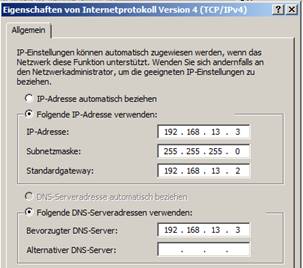 Eigenschaften von Internetprotokoll Version 4 (TCP/IPv4)
Allgemein
IP-Einstellungen können automatisch zugewiesen werden, wenn das
Netzwerk diese Funktion unterstützt. Wenden Sie sich andernfalls an
den Netzwerkadministrator, um die geeigneten IP-Einstellungen zu
beziehen.
IP-Adresse automatisch beziehen
Folgende IP-Adresse verwenden:
IP-Adresse: 192 . 168 . 13 . 3
Subnetzmaske: 255 . 255 . 255 . 0
Standardgateway: 192 . 168 . 13 . 2
DNS-Serveradresse automatisch beziehen
Folgende DNS-Serveradressen verwenden:
Bevorzugter DNS-Server: 192 . 168 . 13 . 3
Alternativer DNS-Server: . . .